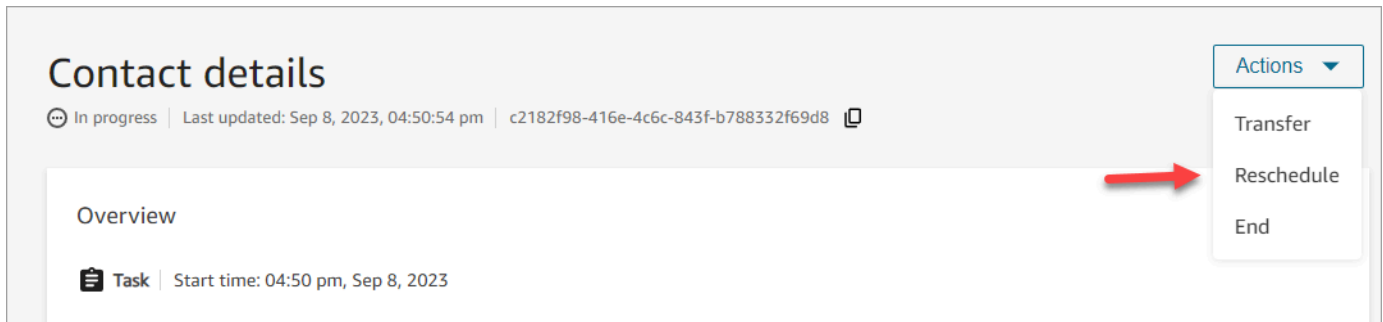 Contact details
Actions
In progress Last updated: Sep 8, 2023, 04:50:54 pm c2182f98-416e-4c6c-843f-b788332f69d8
Transfer
Reschedule
End
Overview
Task Start time: 04:50 pm, Sep 8, 2023